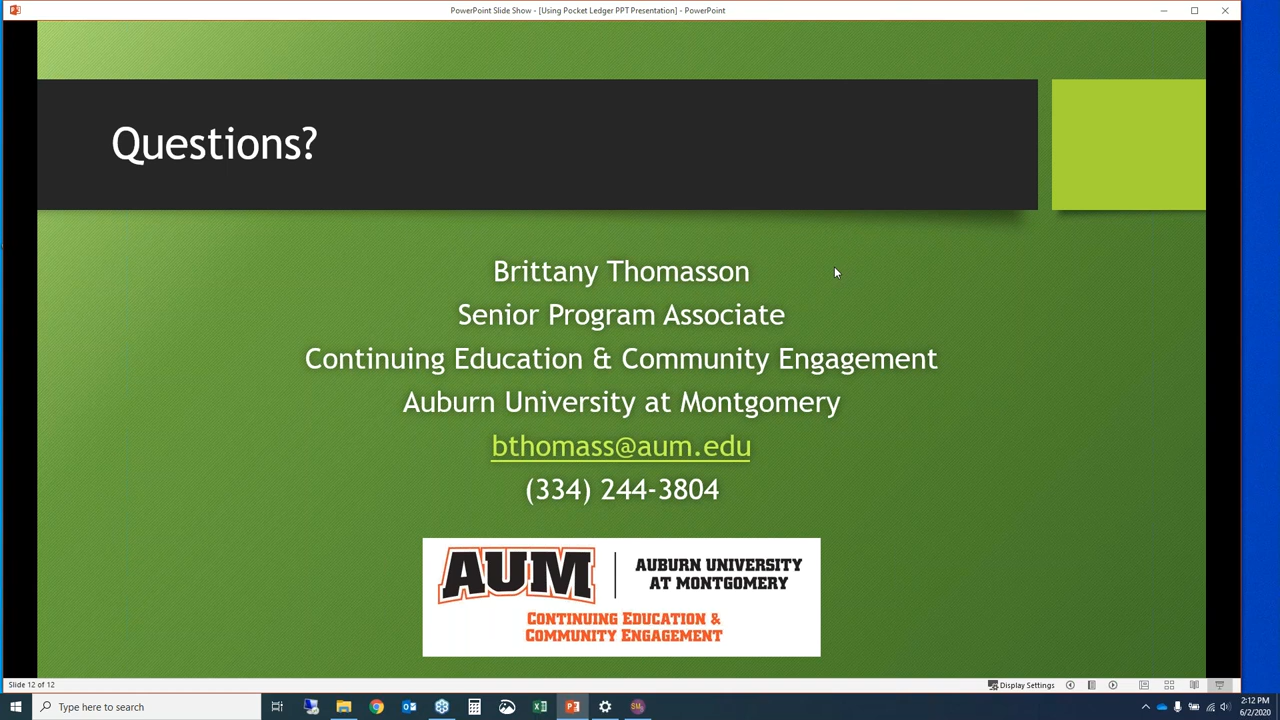 PowerPoint Slide Show - [Using Pocket Ledger PPT Presentation] - PowerPoint
Questions?
Brittany Thomasson
Senior Program Associate
Continuing Education & Community Engagement
Auburn University at Montgomery
bthomass@aum.edu
(334) 244-3804
AUM
AUBURN UNIVERSITY
AT MONTGOMERY
CONTINUING EDUCATION &
COMMUNITY ENGAGEMENT
Slide 12 of 12
Display Settings
Type here to search
2:12 PM
6/2/2020